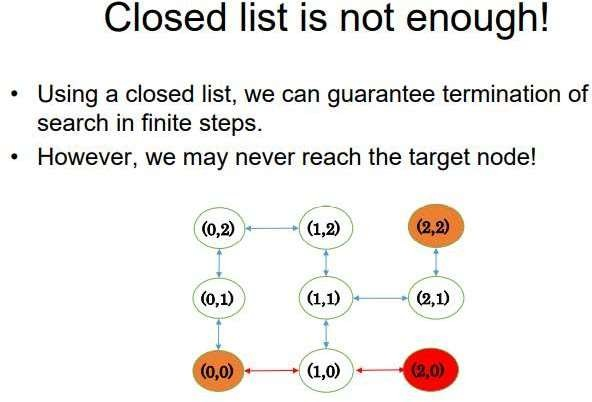 Closed list is not enough!
• Using a closed list, we can guarantee termination of
search in finite steps.
• However, we may never reach the target node!
(0,2) (1,2) (2,2)
(0,1) (1,1) (2,1)
(0,0) (1,0) (2,0)